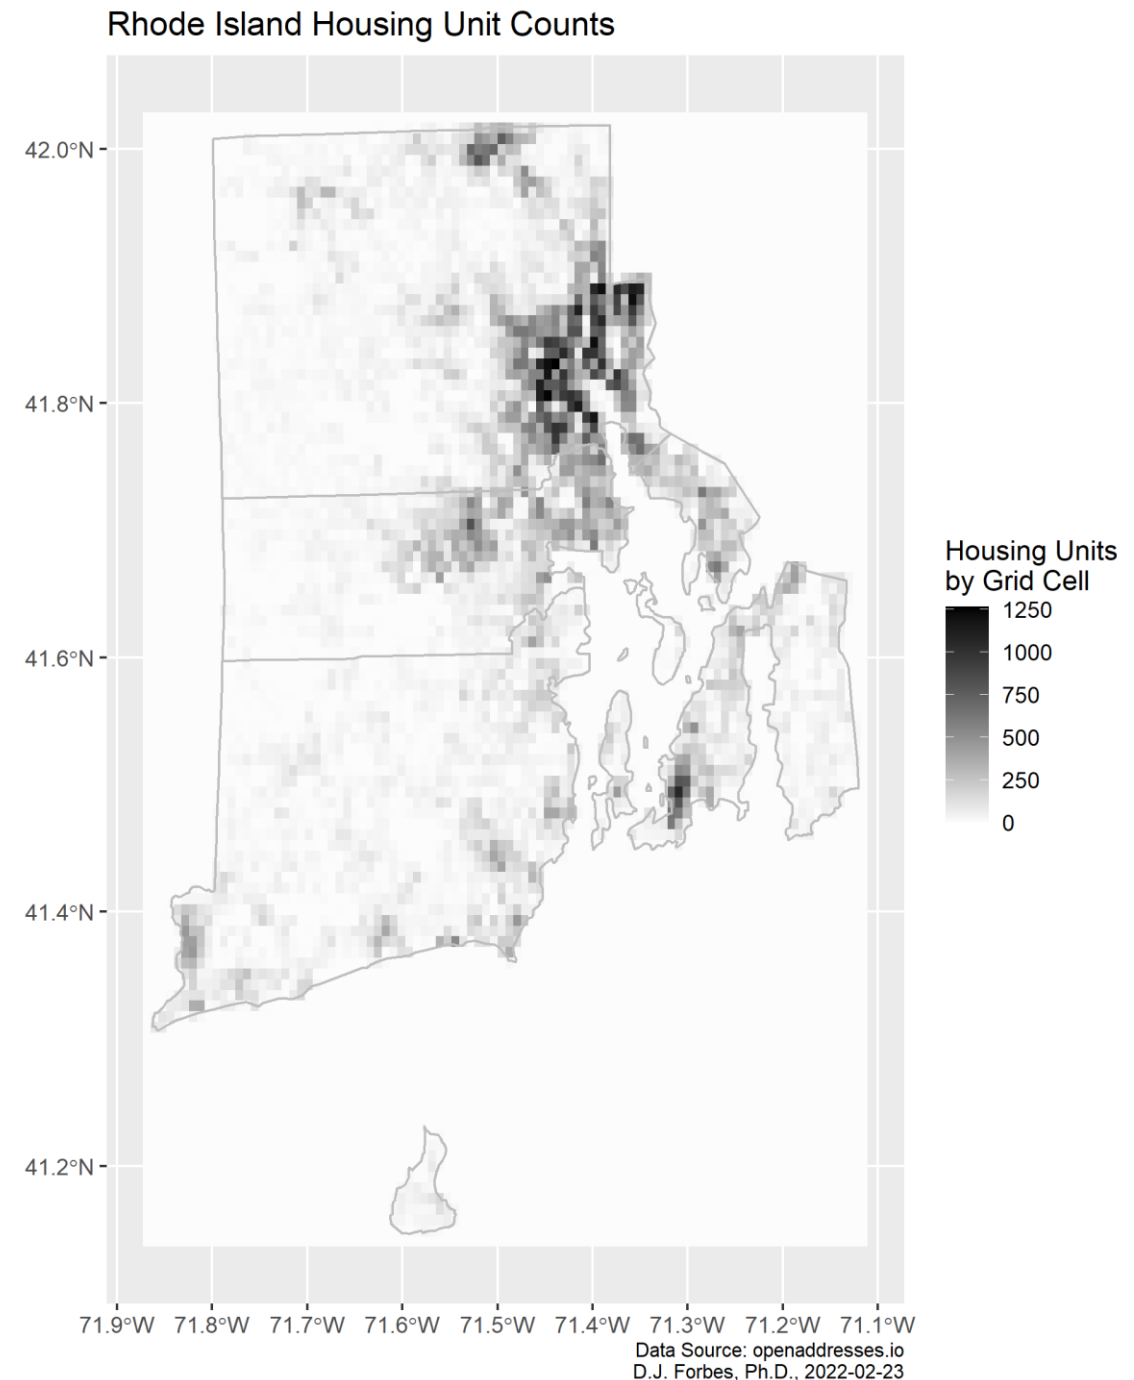 Rhode Island Housing Unit Counts
42.0°N
41.8°N
41.6°N
41.4°N
41.2°N
71.9°W 71.8°W 71.7°W 71.6°W 71.5°W 71.4°W 71.3°W 71.2°W 71.1°W
Housing Units
by Grid Cell
1250
1000
750
500
250
0
Data Source: openaddresses.io
D.J. Forbes, Ph.D., 2022-02-23